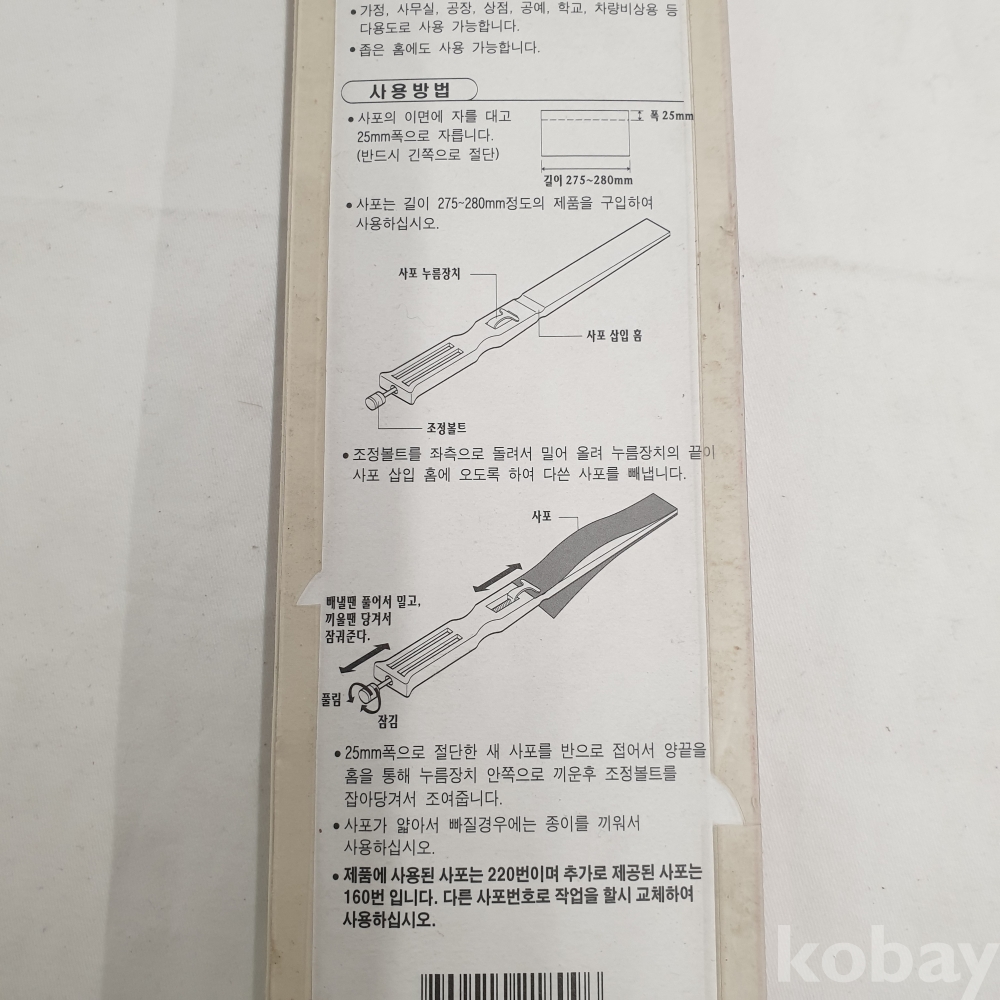 • 가정, 사무실, 공장, 상점, 공예, 학교, 차량비상용 등
다용도로 사용 가능합니다.
• 좁은 홈에도 사용 가능합니다.
사용방법
• 사포의 이면에 자를 대고
25mm폭으로 자릅니다.
(반드시 긴쪽으로 절단)
폭 25mm
길이 275~280mm
• 사포는 길이 275~280mm정도의 제품을 구입하여
사용하십시오.
사포 누름장치
사포 삽입 홈
조정볼트
• 조정볼트를 좌측으로 돌려서 밀어 올려 누름장치의 끝이
사포 삽입 홈에 오도록 하여 다쓴 사포를 빼냅니다.
사포
빼낼땐 풀어서 밀고,
끼울땐 당겨서
잠궈준다.
풀림
잠김
• 25mm폭으로 절단한 새 사포를 반으로 접어서 양끝을
홈을 통해 누름장치 안쪽으로 끼운후 조정볼트를
잡아당겨서 조여줍니다.
• 사포가 얇아서 빠질경우에는 종이를 끼워서
사용하십시오.
• 제품에 사용된 사포는 220번이며 추가로 제공된 사포는
160번 입니다. 다른 사포번호로 작업을 할시 교체하여
사용하십시오.
kobay